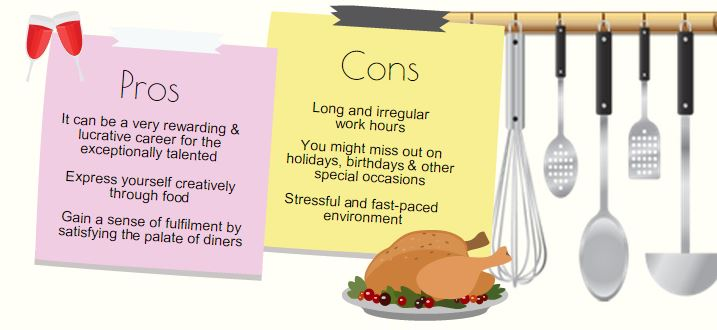 Pros
It can be a very rewarding &
lucrative career for the
exceptionally talented
Express yourself creatively
through food
Gain a sense of fulfilment by
satisfying the palate of diners
Cons
Long and irregular
work hours
You might miss out on
holidays, birthdays & other
special occasions
Stressful and fast-paced
environment